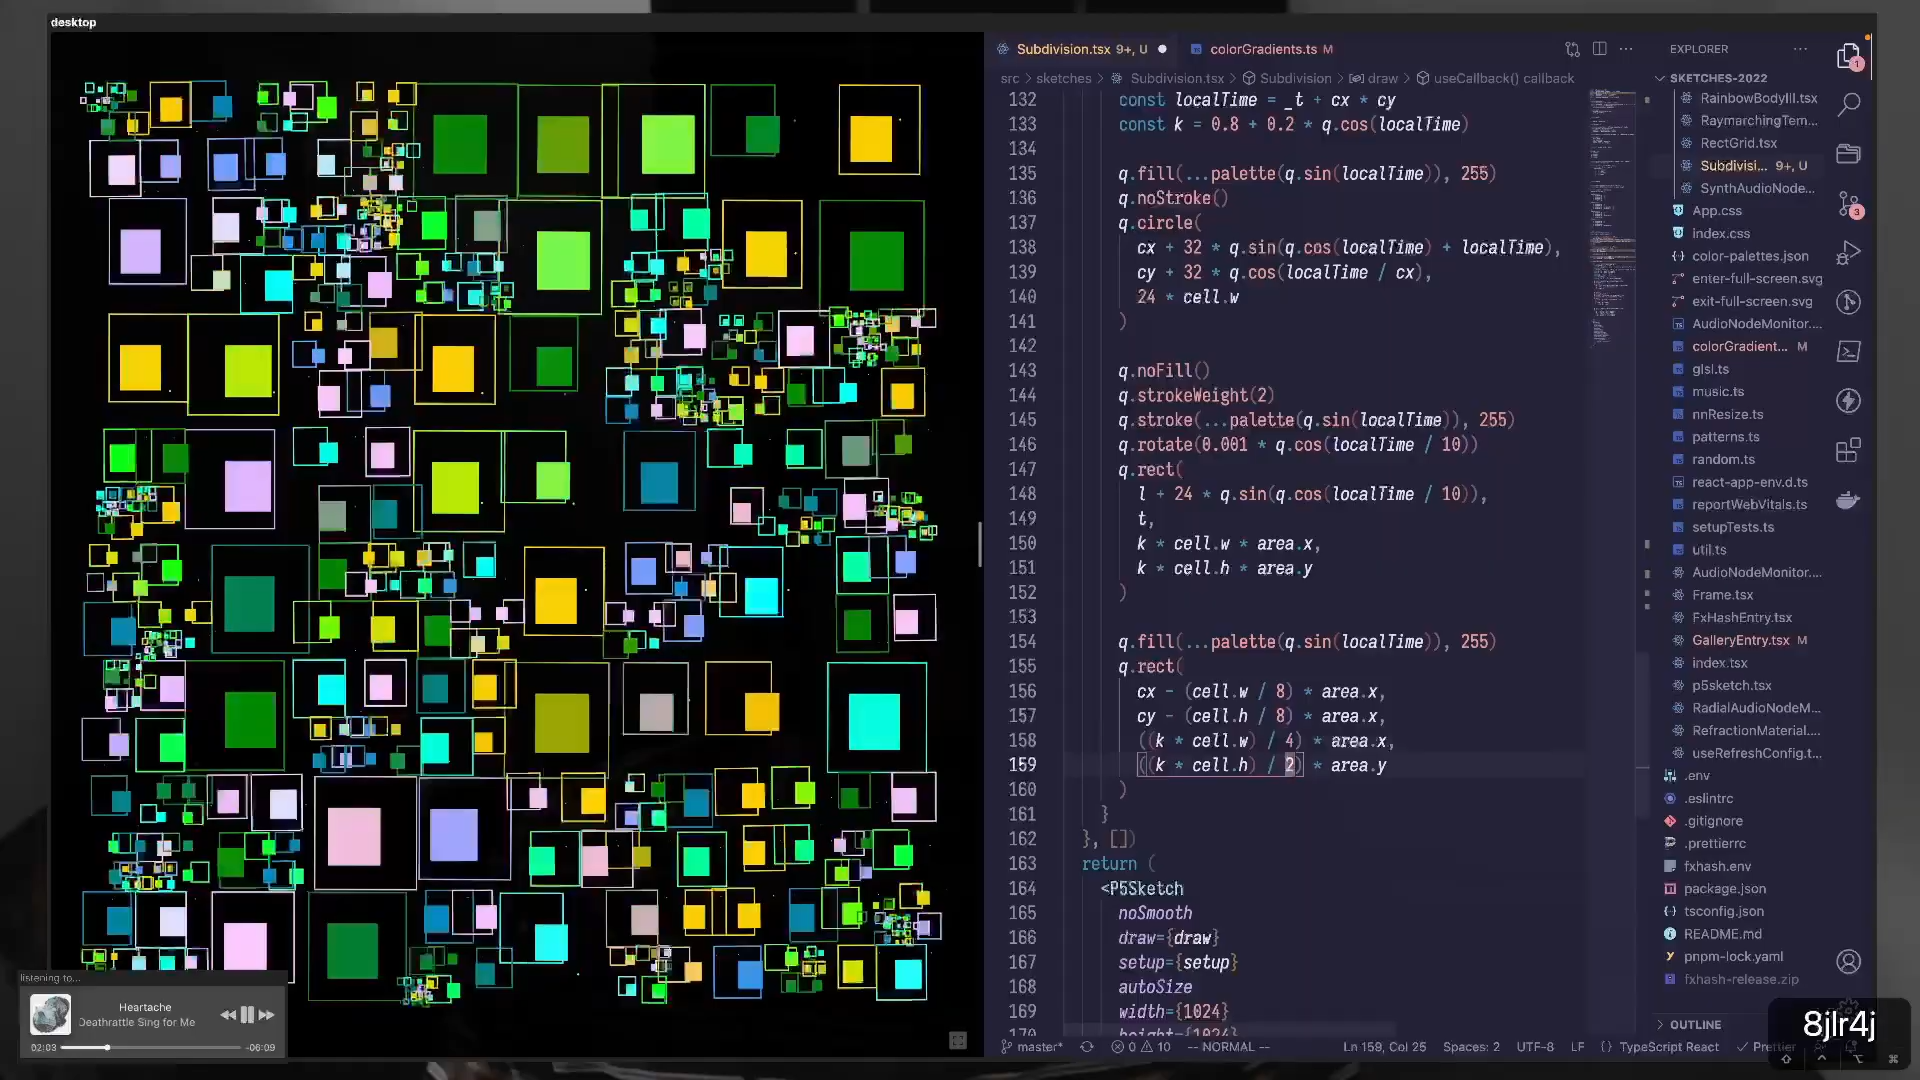 desktop
Subdivision.tsx 9+, U
colorGradients.ts M
src > sketches > Subdivision.tsx > Subdivision > draw > useCallback() callback
132 const localTime = _t + cx * cy
133 const k = 0.8 + 0.2 * q.cos(localTime)
134
135 q.fill(...palette(q.sin(localTime)), 255)
136 q.noStroke()
137 q.circle(
138 cx + 32 * q.sin(q.cos(localTime) + localTime),
139 cy + 32 * q.cos(localTime / cx),
140 24 * cell.w
141 )
142
143 q.noFill()
144 q.strokeWeight(2)
145 q.stroke(...palette(q.sin(localTime)), 255)
146 q.rotate(0.001 * q.cos(localTime / 10))
147 q.rect(
148 l + 24 * q.sin(q.cos(localTime / 10)),
149 t,
150 k * cell.w * area.x,
151 k * cell.h * area.y
152 )
153
154 q.fill(...palette(q.sin(localTime)), 255)
155 q.rect(
156 cx - (cell.w / 8) * area.x,
157 cy - (cell.h / 8) * area.x,
158 ((k * cell.w) / 4) * area.x,
159 ((k * cell.h) / 2) * area.y
160 )
161 }
162 }, [])
163 return (
164 <P5Sketch
165 noSmooth
166 draw={draw}
167 setup={setup}
168 autoSize
169 width={1024}
170 height={1024}
EXPLORER
SKETCHES-2022
RainbowBodyIII.tsx
RaymarchingTem...
RectGrid.tsx
Subdivisi... 9+, U
SynthAudioNode...
App.css
index.css
color-palettes.json
enter-full-screen.svg
exit-full-screen.svg
AudioNodeMonitor....
colorGradient... M
glsl.ts
music.ts
nnResize.ts
patterns.ts
random.ts
react-app-env.d.ts
reportWebVitals.ts
setupTests.ts
util.ts
AudioNodeMonitor....
Frame.tsx
FxHashEntry.tsx
GalleryEntry.tsx M
index.tsx
p5sketch.tsx
RadialAudioNodeM...
RefractionMaterial....
useRefreshConfig.t...
.env
.eslintrc
.gitignore
.prettierrc
fxhash.env
package.json
tsconfig.json
README.md
pnpm-lock.yaml
fxhash-release.zip
OUTLINE
1
3
listening to...
Heartache
Deathrattle Sing for Me
02:03
-06:09
master*
0 10
-- NORMAL --
Ln 159, Col 25
Spaces: 2
UTF-8
LF
{} TypeScript React
Prettier
8jlr4j